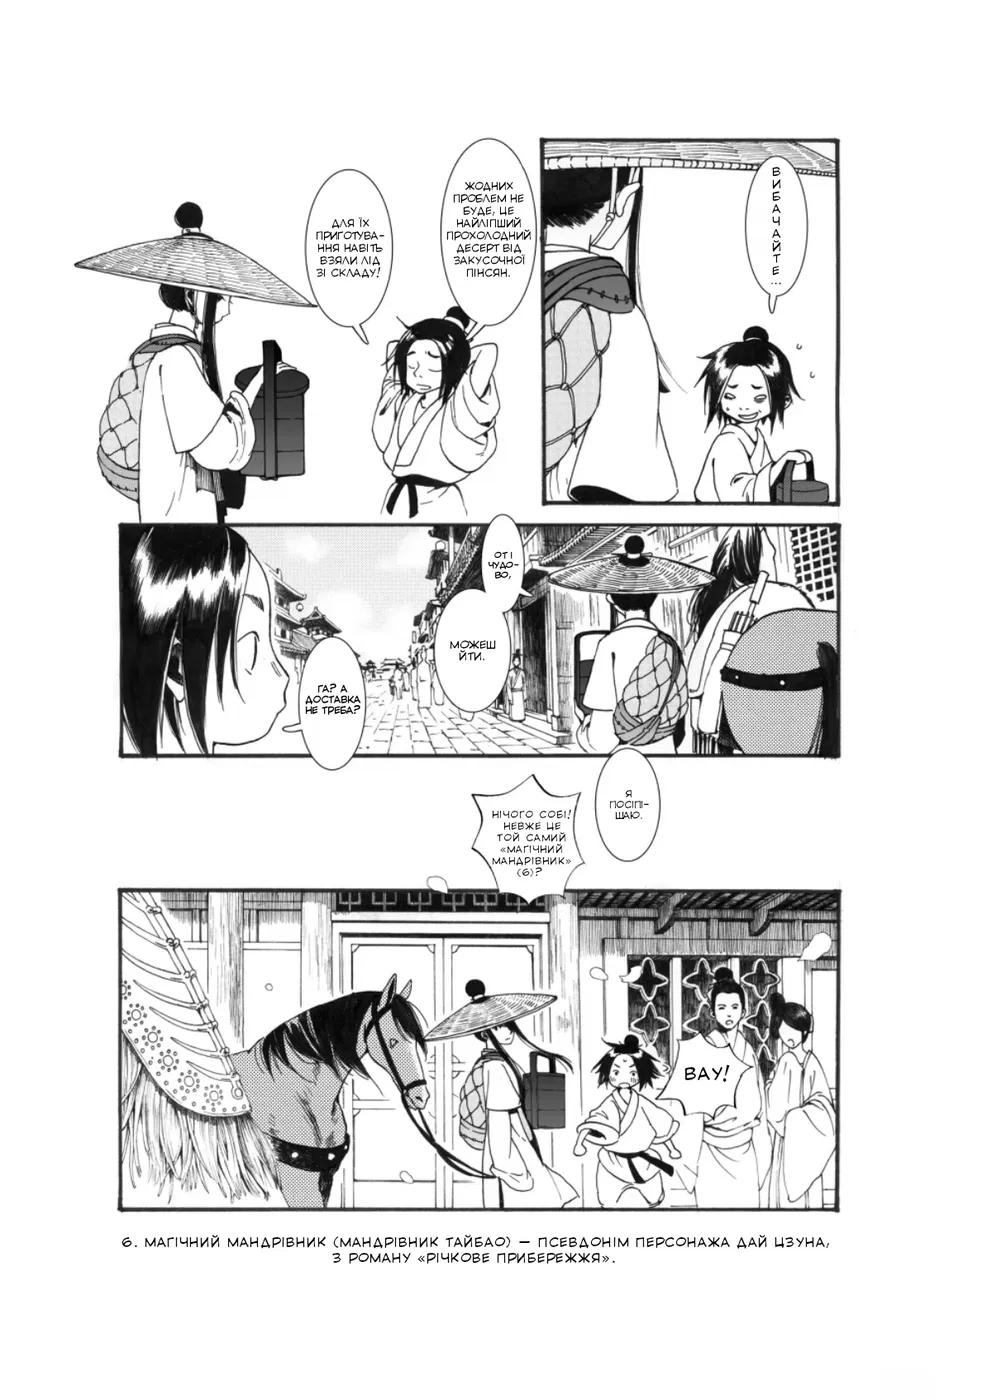 ВИБАЧАЙТЕ...
ЖОДНИХ
ПРОБЛЕМ НЕ
БУДЕ, ЦЕ
НАЙЛІПШИЙ
ПРОХОЛОДНИЙ
ДЕСЕРТ ВІД
ЗАКУСОЧНОЇ
ПІНСЯН.
ДЛЯ ЇХ
ПРИГОТУВА-
ННЯ НАВІТЬ
ВЗЯЛИ ЛІД
ЗІ СКЛАДУ!
ОТ І
ЧУДО-
ВО,
МОЖЕШ
ЙТИ.
ГА? А
ДОСТАВКА
НЕ ТРЕБА?
Я
ПОСІПІ-
ШАЮ.
НІЧОГО СОБІ!
НЕВЖЕ ЦЕ
ТОЙ САМИЙ
«МАГІЧНИЙ
МАНДРІВНИК»
(6)?
ВАУ!
6. МАГІЧНИЙ МАНДРІВНИК (МАНДРІВНИК ТАЙБАО) – ПСЕВДОНІМ ПЕРСОНАЖА ДАЙ ЦЗУНА,
З РОМАНУ «РІЧКОВЕ ПРИБЕРЕЖЖЯ».